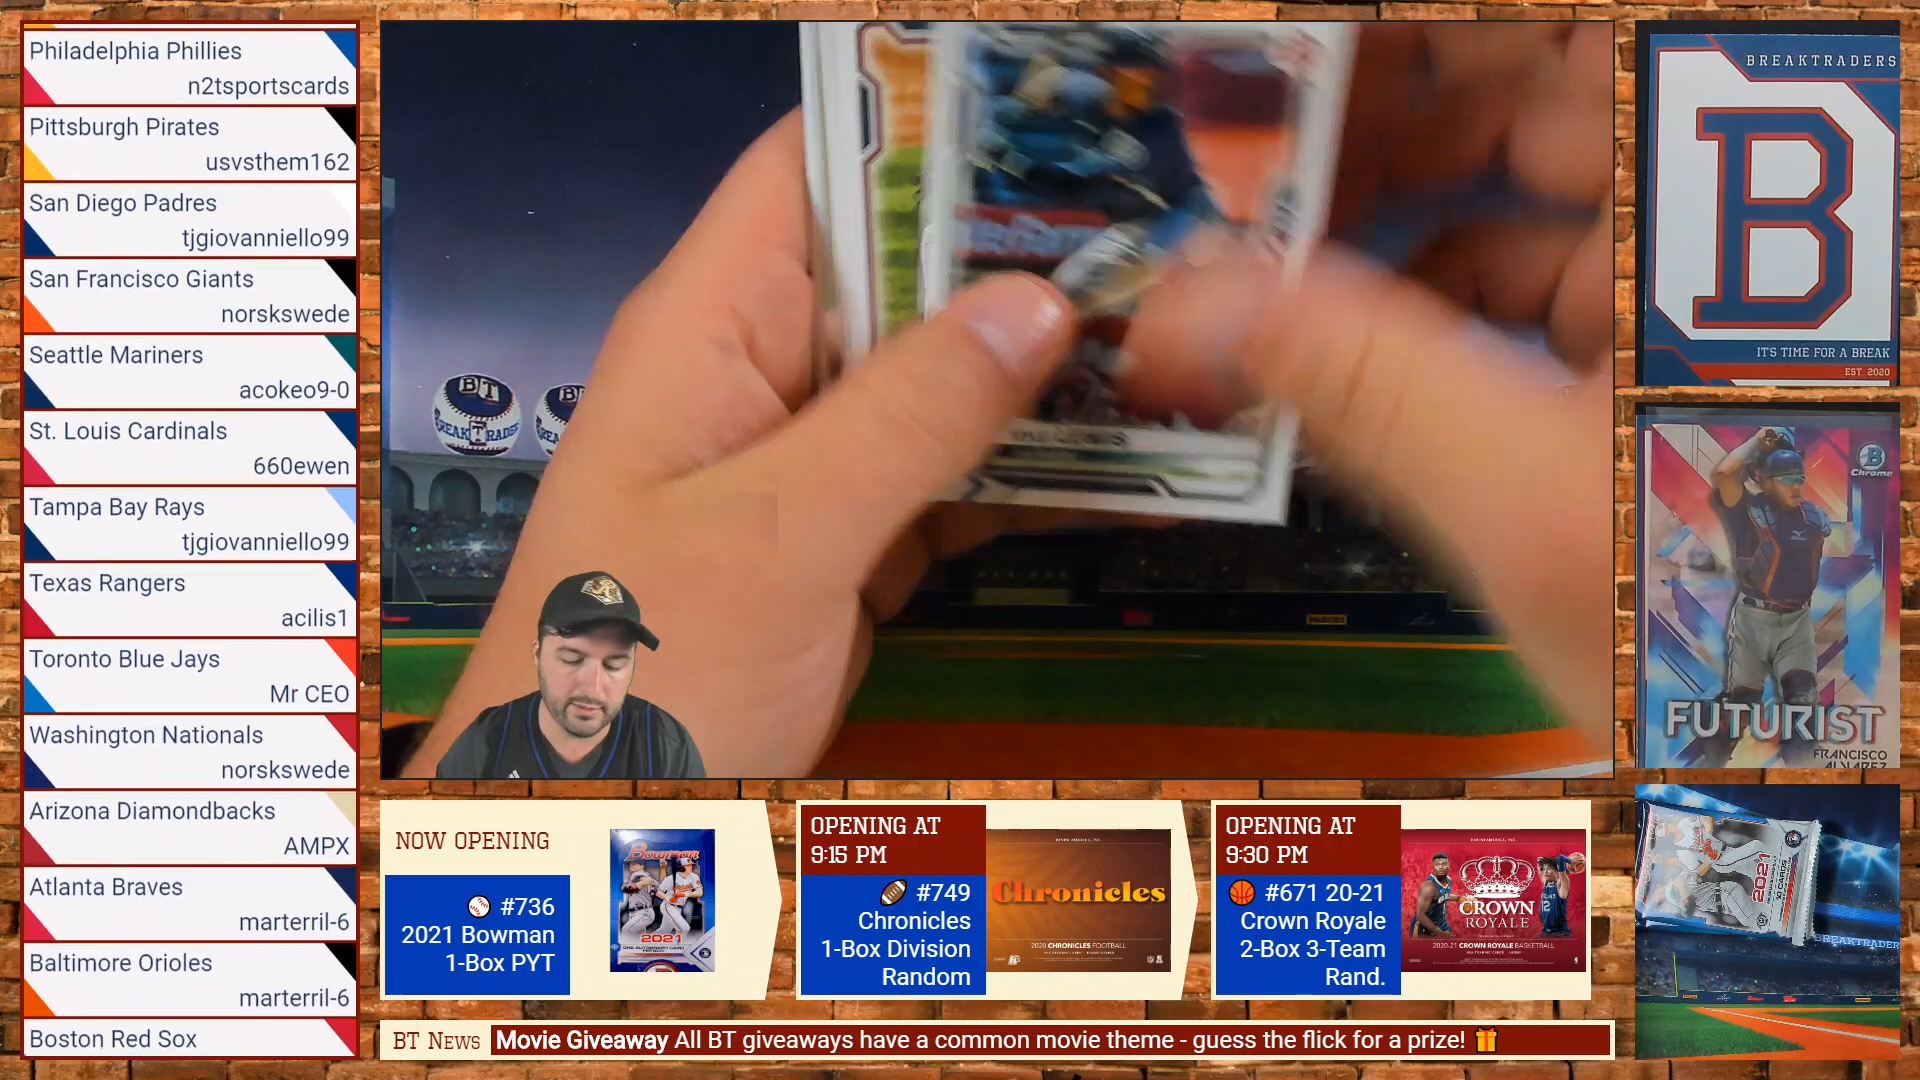 Philadelphia Phillies
n2tsportscards
Pittsburgh Pirates
usvsthem162
San Diego Padres
tjgiovanniello99
San Francisco Giants
norskswede
Seattle Mariners
acokeo9-0
St. Louis Cardinals
660ewen
Tampa Bay Rays
tjgiovanniello99
Texas Rangers
acilis1
Toronto Blue Jays
Mr CEO
Washington Nationals
norskswede
Arizona Diamondbacks
AMPX
Atlanta Braves
marterril-6
Baltimore Orioles
marterril-6
Boston Red Sox
BT
BREAK TRADER
NOW OPENING
#736
2021 Bowman
1-Box PYT
Bowman
2021
OPENING AT
9:15 PM
#749
Chronicles
1-Box Division
Random
Chronicles
2020 CHRONICLES FOOTBALL
OPENING AT
9:30 PM
#671 20-21
Crown Royale
2-Box 3-Team
Rand.
CROWN
ROYALE
2020-21 CROWN ROYALE BASKETBALL
BT NEWS
Movie Giveaway All BT giveaways have a common movie theme - guess the flick for a prize!
BREAKTRADERS
B
IT'S TIME FOR A BREAK
EST 2020
B
Chrome
FUTURIST
FRANCISCO
ALVAREZ
2021
BREAKTRADER